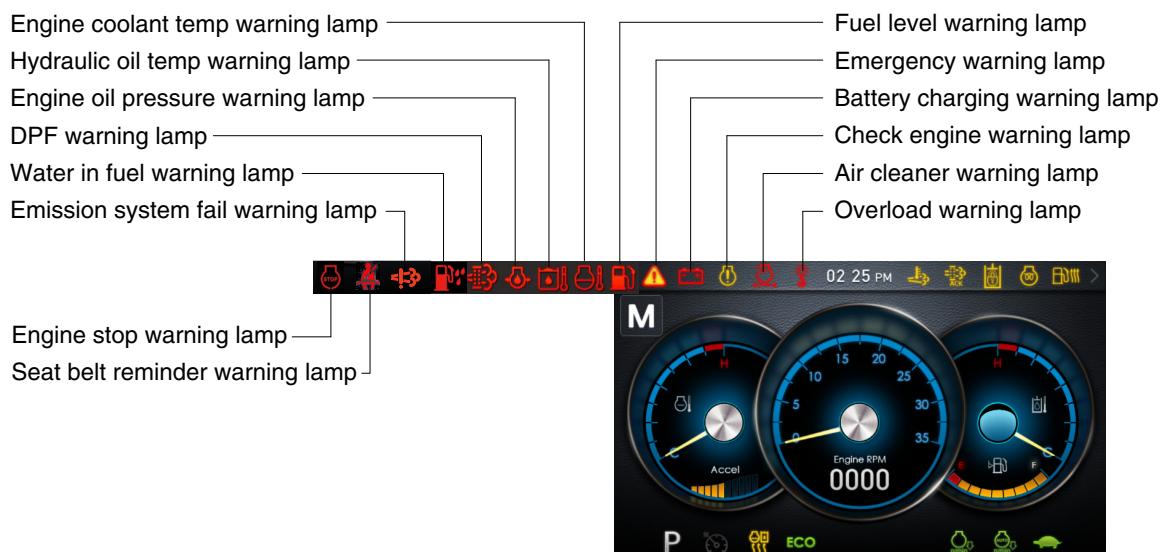 Engine coolant temp warning lamp
Hydraulic oil temp warning lamp
Engine oil pressure warning lamp
DPF warning lamp
Water in fuel warning lamp
Emission system fail warning lamp
Fuel level warning lamp
Emergency warning lamp
Battery charging warning lamp
Check engine warning lamp
Air cleaner warning lamp
Overload warning lamp
STOP
02 25 PM
ACK
Engine stop warning lamp
Seat belt reminder warning lamp
M
H
C
Accel
0 5 10 15 20 25 30 35
Engine RPM
0000
H
C
E F
P
ECO